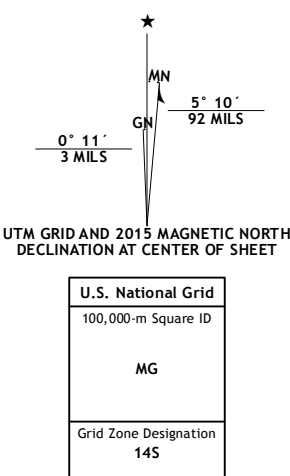 ★
MN
5° 10´
92 MILS
GN
0° 11´
3 MILS
UTM GRID AND 2015 MAGNETIC NORTH
DECLINATION AT CENTER OF SHEET
U.S. National Grid
100,000-m Square ID
MG
Grid Zone Designation
14S